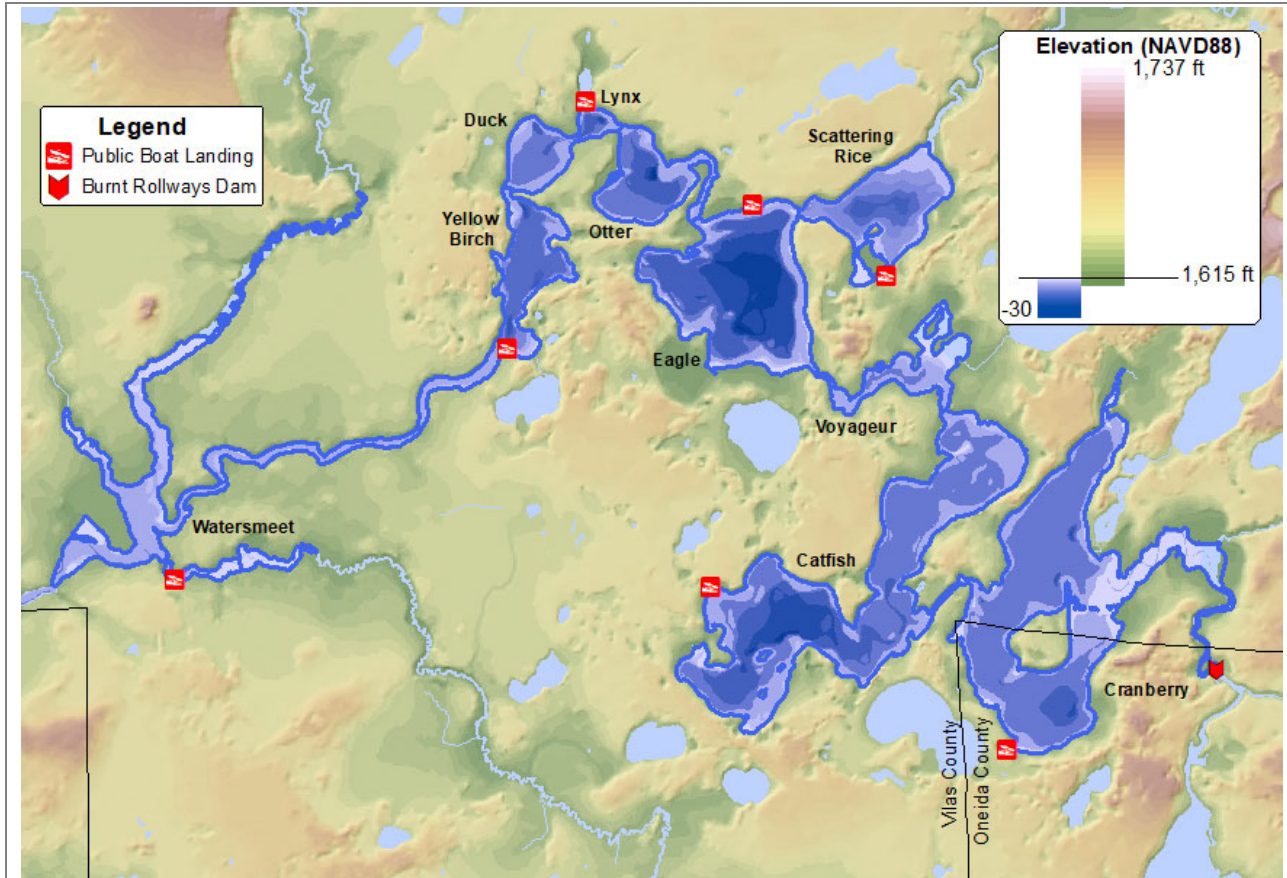 Elevation (NAVD88)
1,737 ft
1,615 ft
-30
Legend
Public Boat Landing
Burnt Rollways Dam
Lynx
Duck
Scattering
Rice
Yellow
Birch
Otter
Eagle
Voyageur
Watersmeet
Catfish
Cranberry
Vilas County
Oneida County